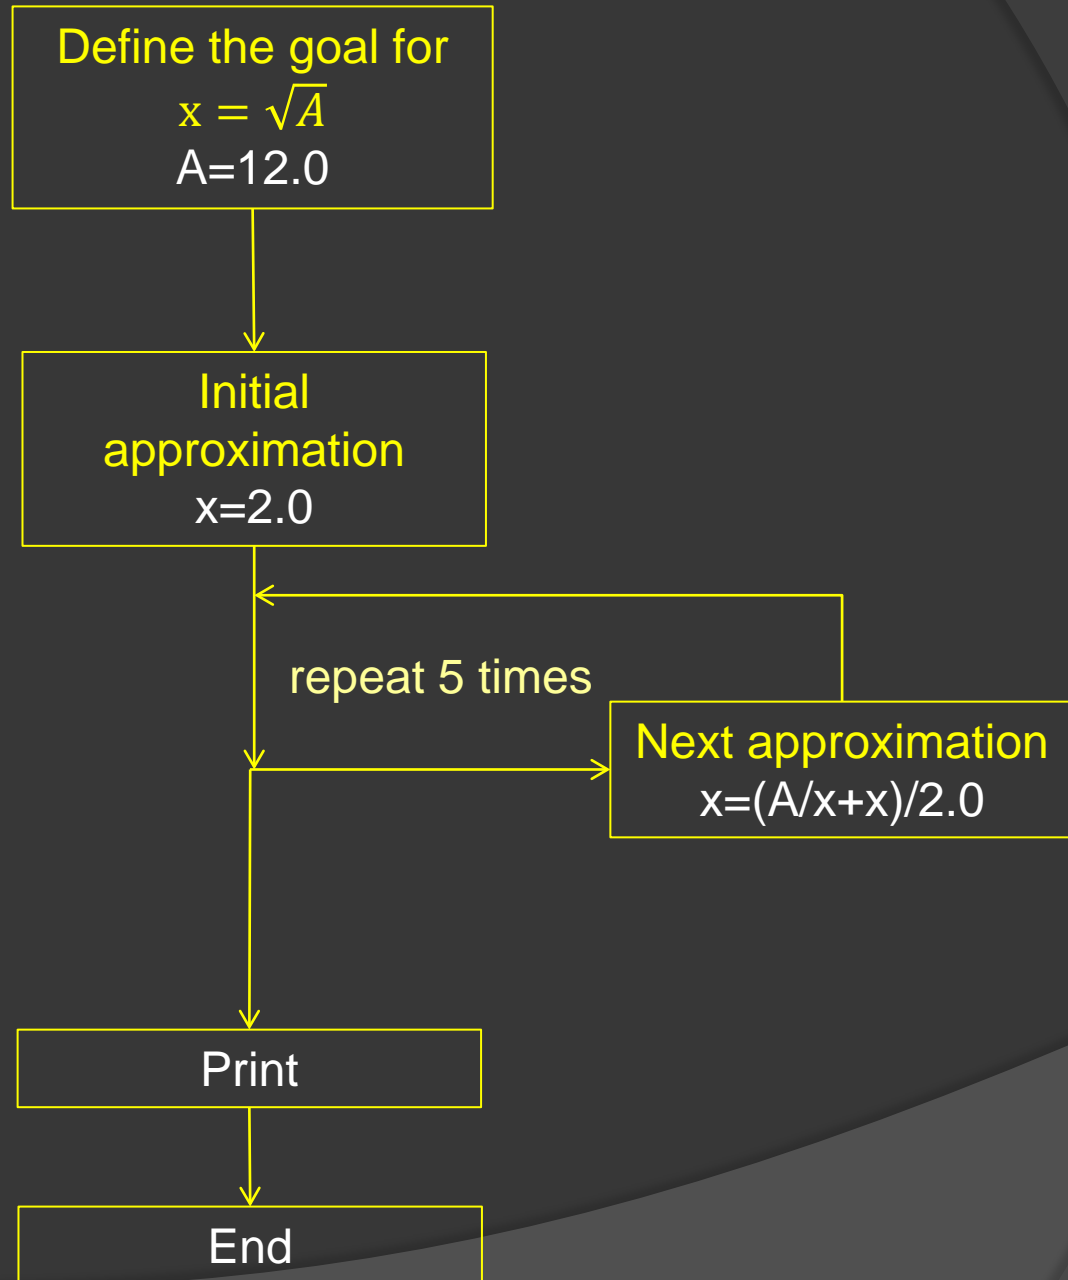 Define the goal for
x = √A
A=12.0
Initial
approximation
x=2.0
repeat 5 times
Next approximation
x=(A/x+x)/2.0
Print
End